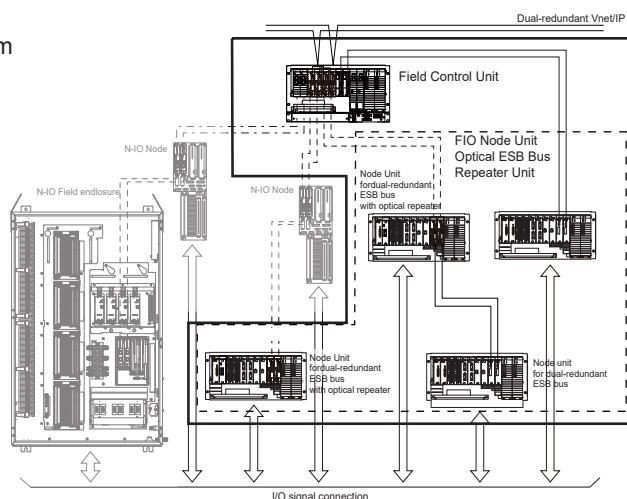 Dual-redundant Vnet/IP
m
Field Control Unit
FIO Node Unit
Optical ESB Bus
Repeater Unit
N-IO Node
Node Unit
fordual-redundant
ESB bus
with optical repeater
N-IO Field enclosure
N-IO Node
Node Unit
fordual-redundant
ESB bus
with optical repeater
Node unit
for dual-redundant
ESB bus
I/O signal connection